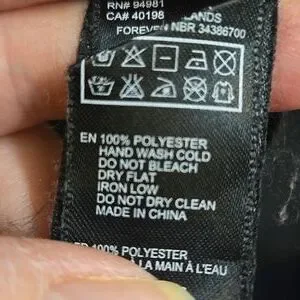 RN# 94981
CA# 40198
LANDS
FOREVEN NBR 34386700
EN 100% POLYESTER
HAND WASH COLD
DO NOT BLEACH
DRY FLAT
IRON LOW
DO NOT DRY CLEAN
MADE IN CHINA
100% POLYESTER
À LA MAIN À L'EAU